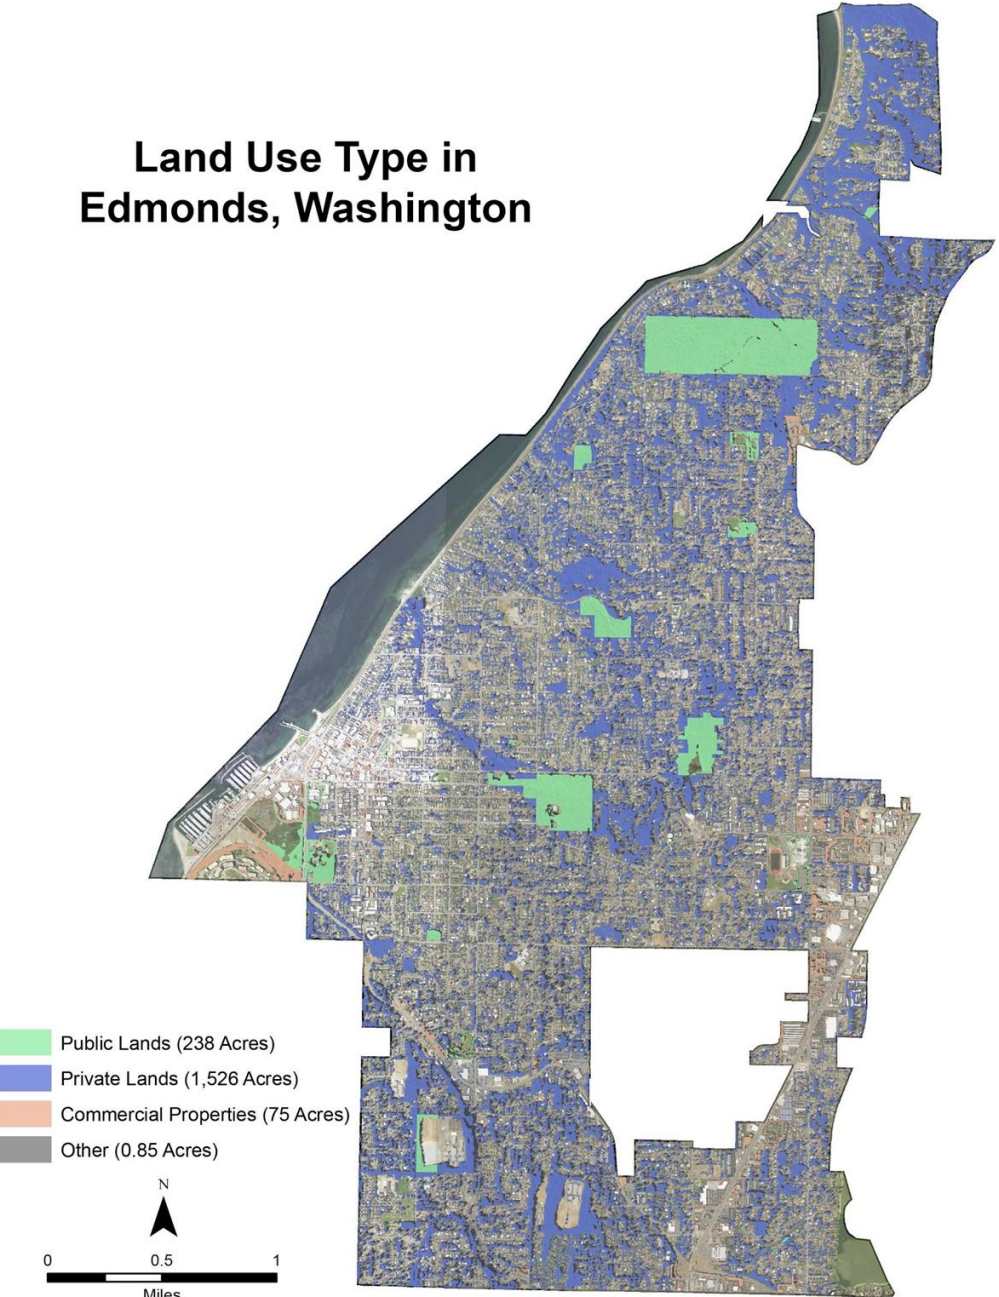 Land Use Type in
Edmonds, Washington
Public Lands (238 Acres)
Private Lands (1,526 Acres)
Commercial Properties (75 Acres)
Other (0.85 Acres)
N
0 0.5 1
Miles